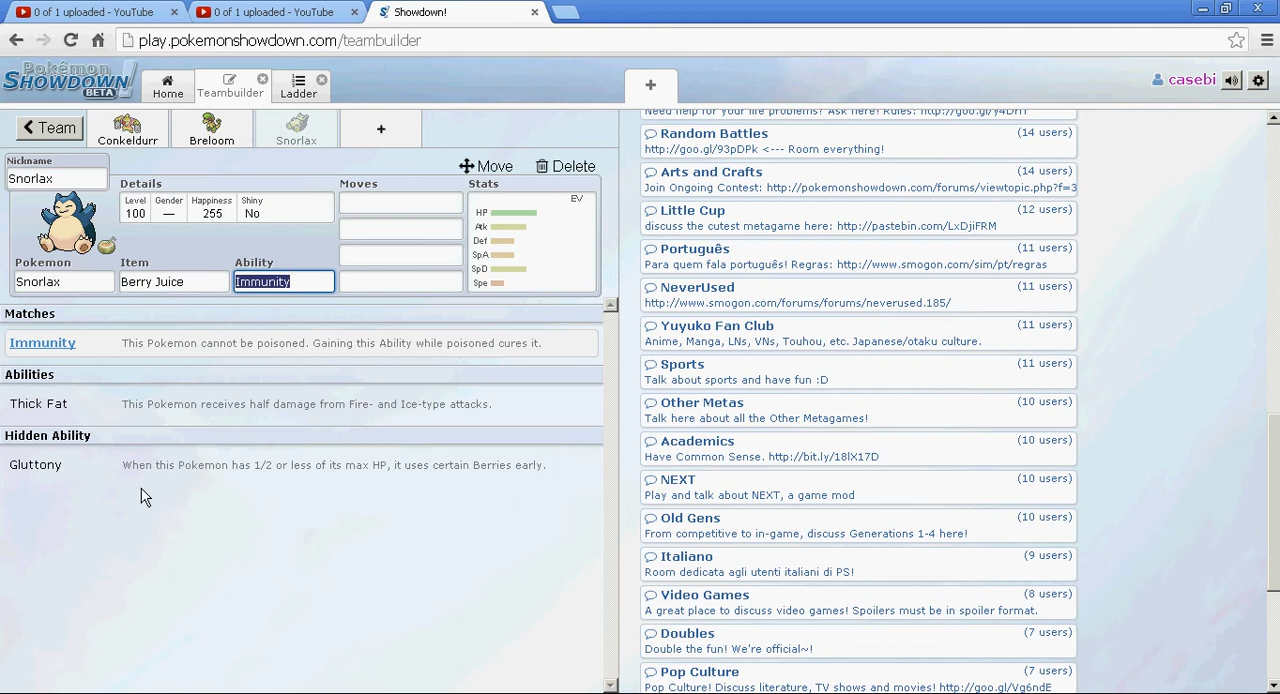 0 of 1 uploaded - YouTube
0 of 1 uploaded - YouTube
Showdown!
play.pokemonshowdown.com/teambuilder
Pokémon
SHOWDOWN
BETA
Home
Teambuilder
Ladder
+
casebi
Team
Conkeldurr
Breloom
Snorlax
+
Nickname
Snorlax
Move
Delete
Details
Moves
Stats
Level
Gender
Happiness
Shiny
100
—
255
No
EV
HP
Atk
Def
SpA
SpD
Spe
Pokemon
Item
Ability
Snorlax
Berry Juice
Immunity
Matches
Immunity
This Pokemon cannot be poisoned. Gaining this Ability while poisoned cures it.
Abilities
Thick Fat
This Pokemon receives half damage from Fire- and Ice-type attacks.
Hidden Ability
Gluttony
When this Pokemon has 1/2 or less of its max HP, it uses certain Berries early.
Need help for your life problems? Ask here! Rules: http://goo.gl/y4DrIT
Random Battles (14 users)
http://goo.gl/93pDPk <--- Room everything!
Arts and Crafts (14 users)
Join Ongoing Contest: http://pokemonshowdown.com/forums/viewtopic.php?f=3
Little Cup (12 users)
discuss the cutest metagame here: http://pastebin.com/LxDjiFRM
Português (11 users)
Para quem fala português! Regras: http://www.smogon.com/sim/pt/regras
NeverUsed (11 users)
http://www.smogon.com/forums/forums/neverused.185/
Yuyuko Fan Club (11 users)
Anime, Manga, LNs, VNs, Touhou, etc. Japanese/otaku culture.
Sports (11 users)
Talk about sports and have fun :D
Other Metas (10 users)
Talk here about all the Other Metagames!
Academics (10 users)
Have Common Sense. http://bit.ly/18lX17D
NEXT (10 users)
Play and talk about NEXT, a game mod
Old Gens (10 users)
From competitive to in-game, discuss Generations 1-4 here!
Italiano (9 users)
Room dedicata agli utenti italiani di PS!
Video Games (8 users)
A great place to discuss video games! Spoilers must be in spoiler format.
Doubles (7 users)
Double the fun! We're official~!
Pop Culture (7 users)
Pop Culture! Discuss literature, TV shows and movies! http://goo.gl/Vg6ndE